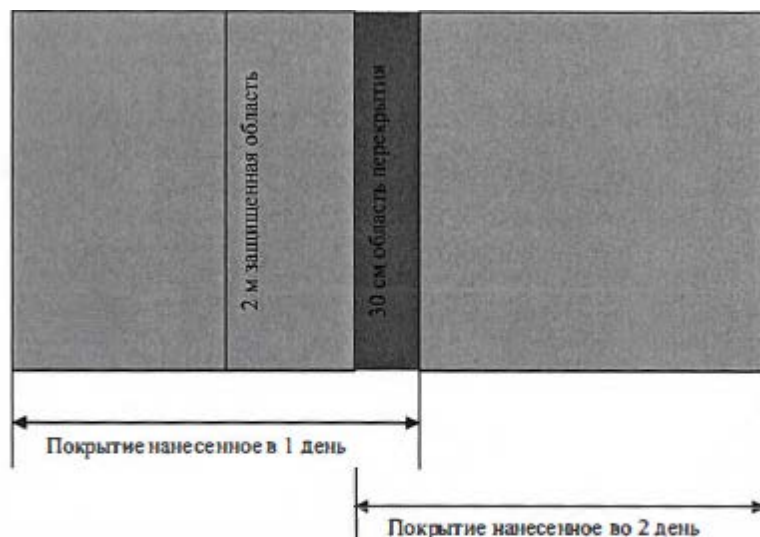 2 м защищенная область
30 см область перекрытия
Покрытие нанесенное в 1 день
Покрытие нанесенное во 2 день